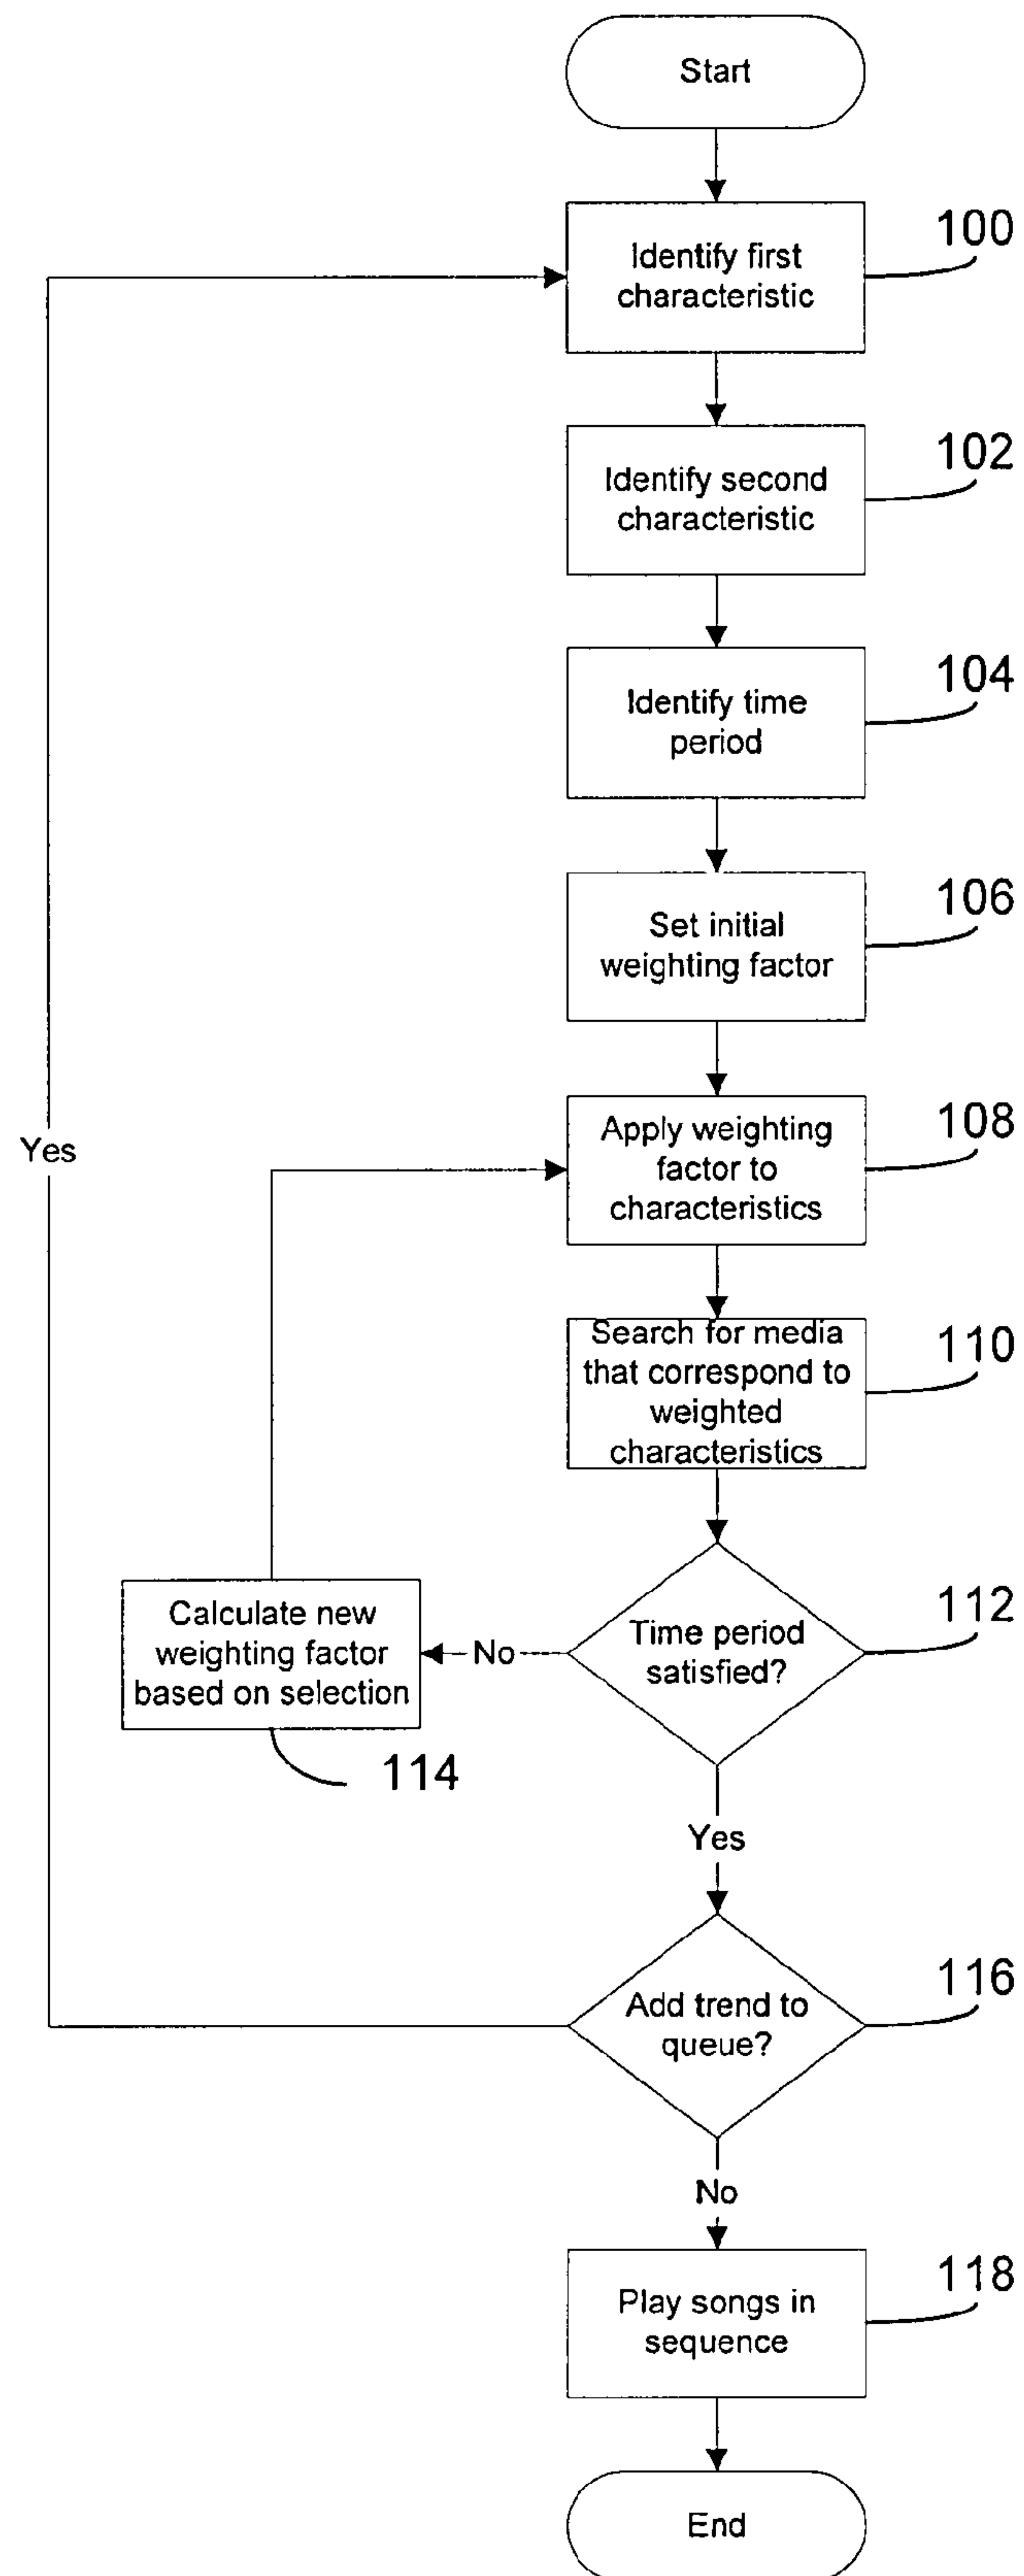 Start
Identify first
characteristic
100
Identify second
characteristic
102
Identify time
period
104
Set initial
weighting factor
106
Yes
Apply weighting
factor to
characteristics
108
Search for media
that correspond to
weighted
characteristics
110
Calculate new
weighting factor
based on selection
114
No
Time period
satisfied?
112
Yes
Add trend to
queue?
116
No
Play songs in
sequence
118
End